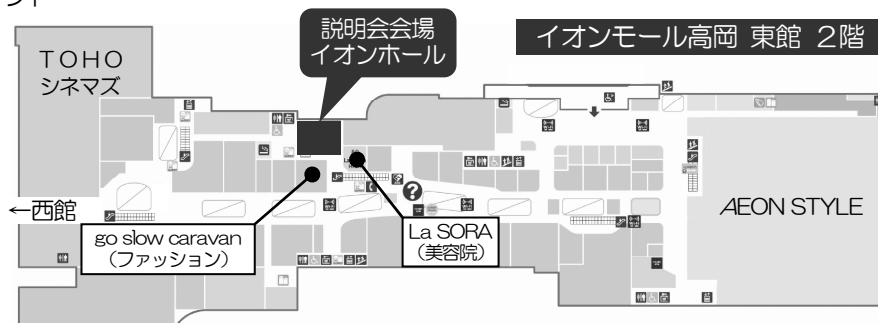 説明会会場
イオンホール
イオンモール高岡 東館 2階
TOHO
シネマズ
←西館
go slow caravan
(ファッション)
La SORA
(美容院)
?
AEON STYLE